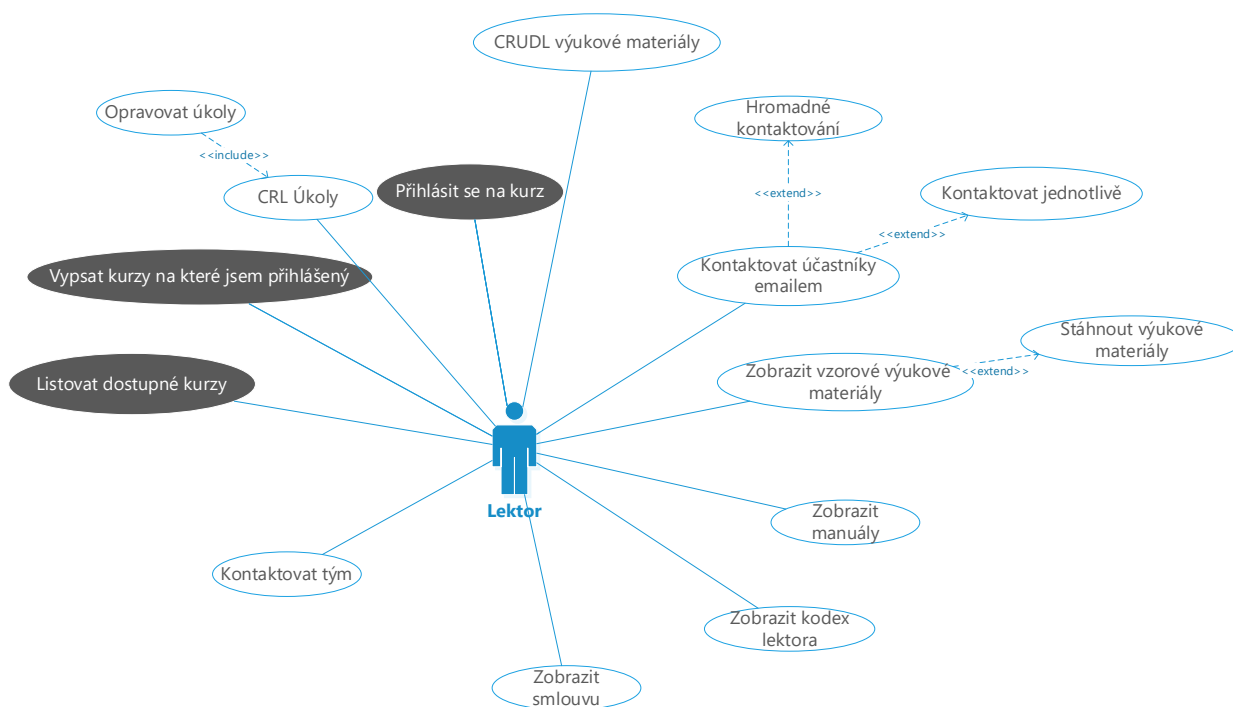 CRUDL výukové materiály
Opravovat úkoly
<<include>>
CRL Úkoly
Hromadné
kontaktování
<<extend>>
Přihlásit se na kurz
Kontaktovat jednotlivě
<<extend>>
Kontaktovat účastníky
emailem
Vypsat kurzy na které jsem přihlášený
Stáhnout výukové
materiály
<<extend>>
Zobrazit vzorové výukové
materiály
Listovat dostupné kurzy
Lektor
Zobrazit
manuály
Kontaktovat tým
Zobrazit kodex
lektora
Zobrazit
smlouvu